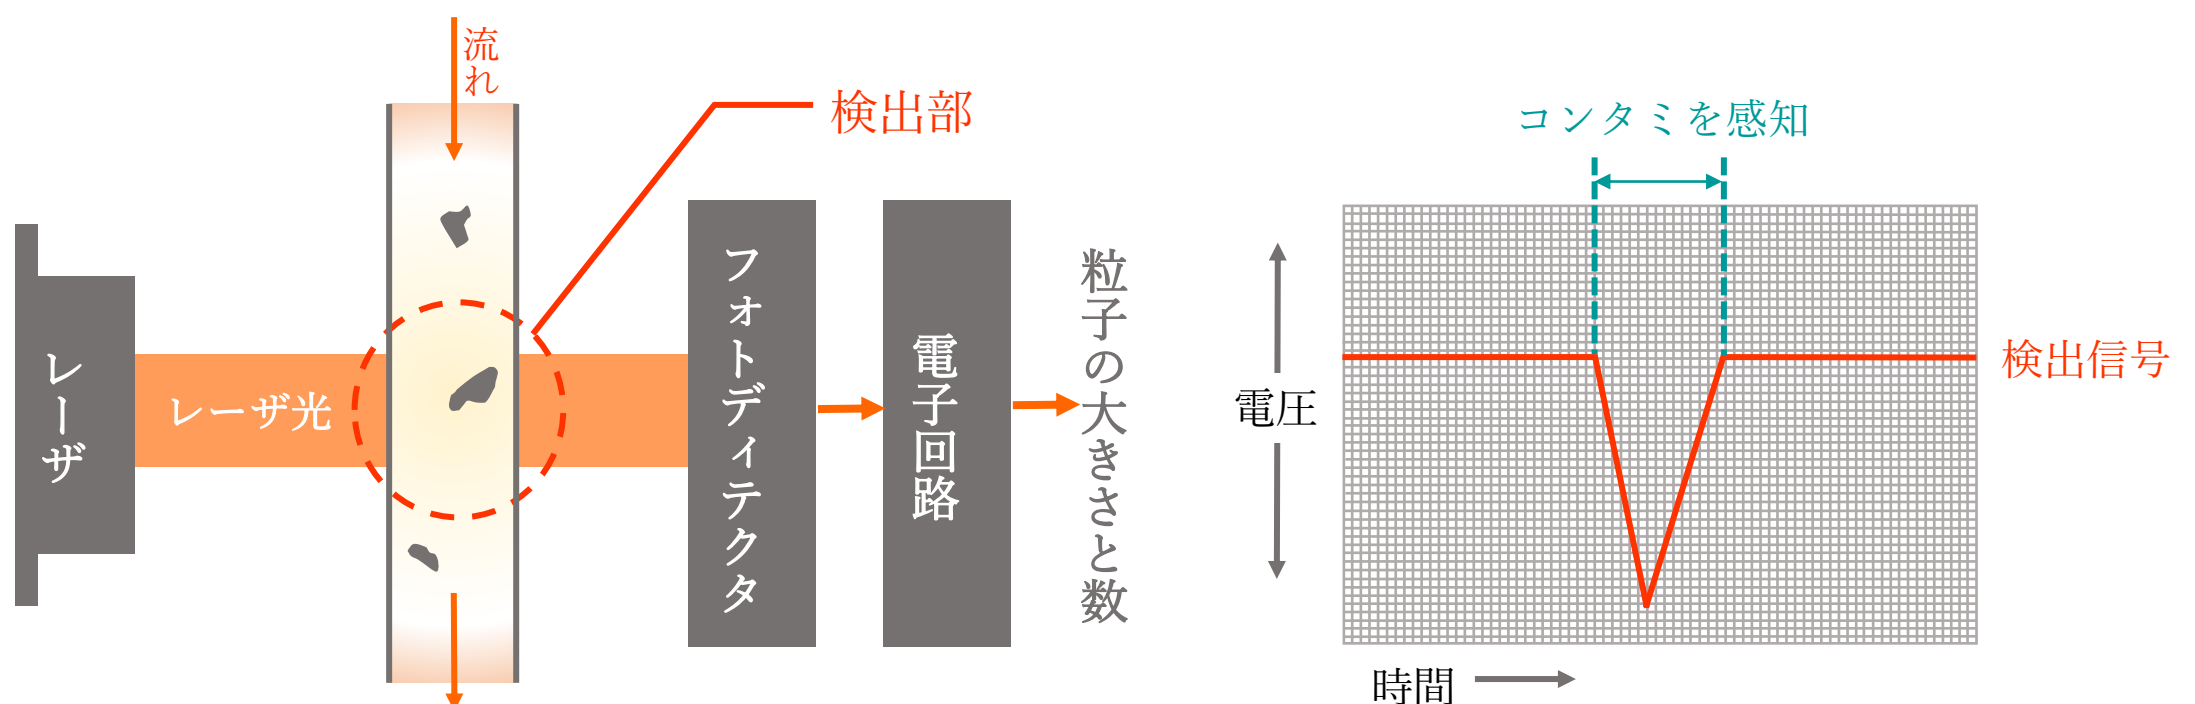 流れ
検出部
レーザ
レーザ光
フォトディテクタ
電子回路
粒子の大きさと数
コンタミを感知
電圧
検出信号
時間